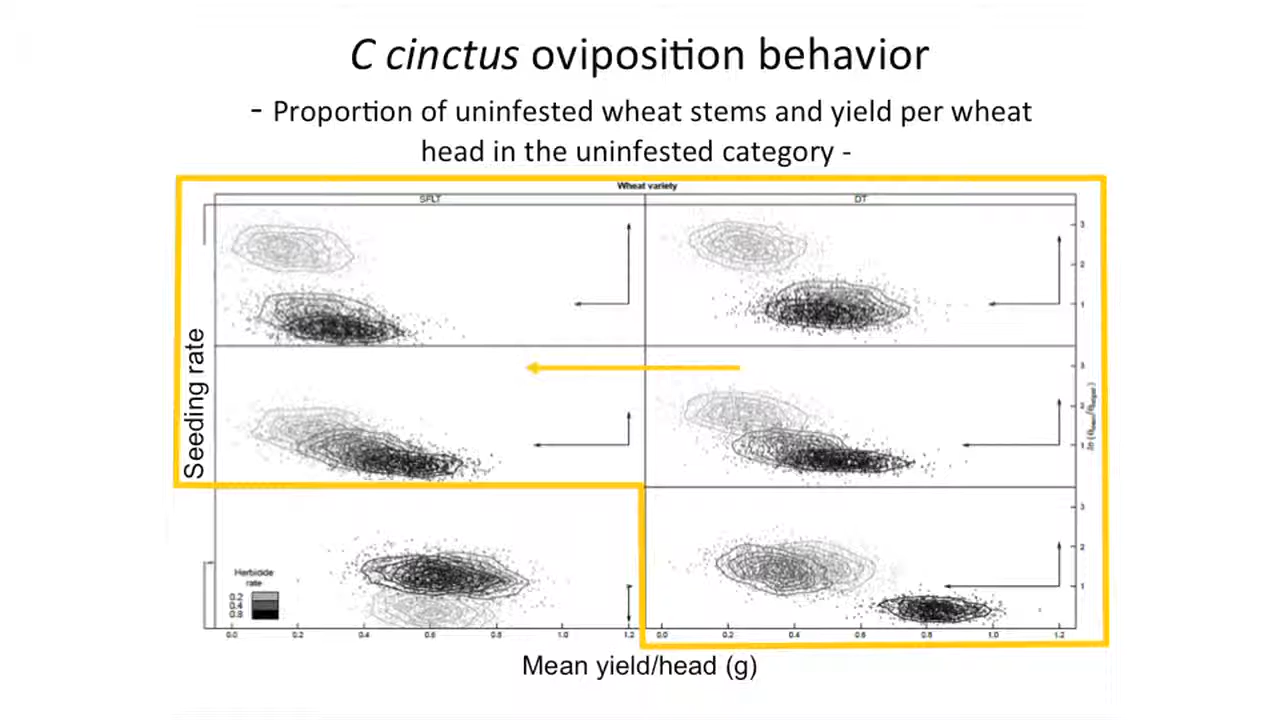 C cinctus oviposition behavior
- Proportion of uninfested wheat stems and yield per wheat
head in the uninfested category -
Wheat variety
SFLT
DT
3
2
1
Seeding rate
3
2
1
3
2
1
Herbicide
rate
0.2
0.4
0.8
0.0 0.2 0.4 0.6 0.8 1.0 1.2
0.0 0.2 0.4 0.6 0.8 1.0 1.2
Mean yield/head (g)